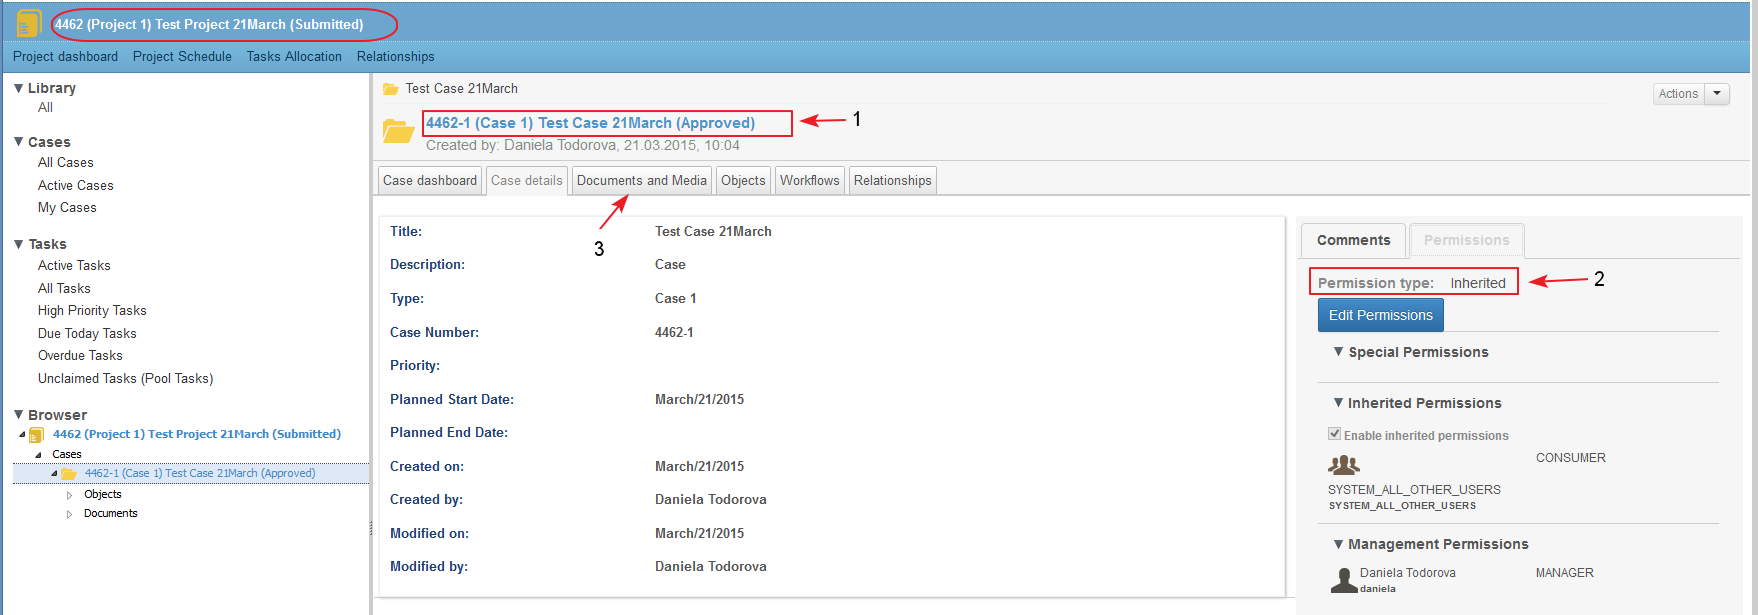 4462 (Project 1) Test Project 21March (Submitted)
Project dashboard Project Schedule Tasks Allocation Relationships
Library
All
Cases
All Cases
Active Cases
My Cases
Tasks
Active Tasks
All Tasks
High Priority Tasks
Due Today Tasks
Overdue Tasks
Unclaimed Tasks (Pool Tasks)
Browser
4462 (Project 1) Test Project 21March (Submitted)
Cases
4462-1 (Case 1) Test Case 21March (Approved)
Objects
Documents
Test Case 21March
Actions
4462-1 (Case 1) Test Case 21March (Approved)
1
Created by: Daniela Todorova, 21.03.2015, 10:04
Case dashboard Case details Documents and Media Objects Workflows Relationships
3
Title: Test Case 21March
Description: Case
Type: Case 1
Case Number: 4462-1
Priority:
Planned Start Date: March/21/2015
Planned End Date:
Created on: March/21/2015
Created by: Daniela Todorova
Modified on: March/21/2015
Modified by: Daniela Todorova
Comments Permissions
Permission type: Inherited
2
Edit Permissions
Special Permissions
Inherited Permissions
Enable inherited permissions
CONSUMER
SYSTEM_ALL_OTHER_USERS
SYSTEM_ALL_OTHER_USERS
Management Permissions
Daniela Todorova MANAGER
daniela